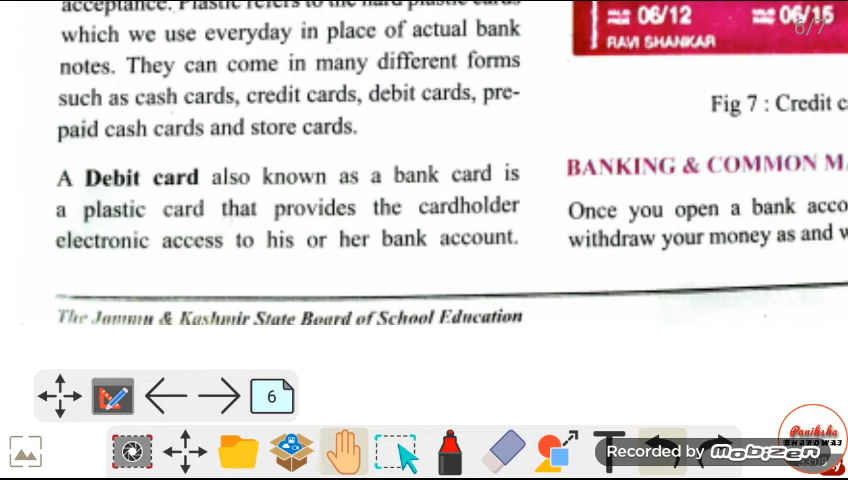 acceptance. Plastic refers to the hard plastic cards
which we use everyday in place of actual bank
notes. They can come in many different forms
such as cash cards, credit cards, debit cards, pre-
paid cash cards and store cards.
A Debit card also known as a bank card is
a plastic card that provides the cardholder
electronic access to his or her bank account.
The Jammu & Kashmir State Board of School Education
06/12 06/15
RAVI SHANKAR
6/7
Fig 7 : Credit c
BANKING & COMMON MA
Once you open a bank acco
withdraw your money as and w
6
T
Recorded by mobizen
Paniksha
BHARDWAJ